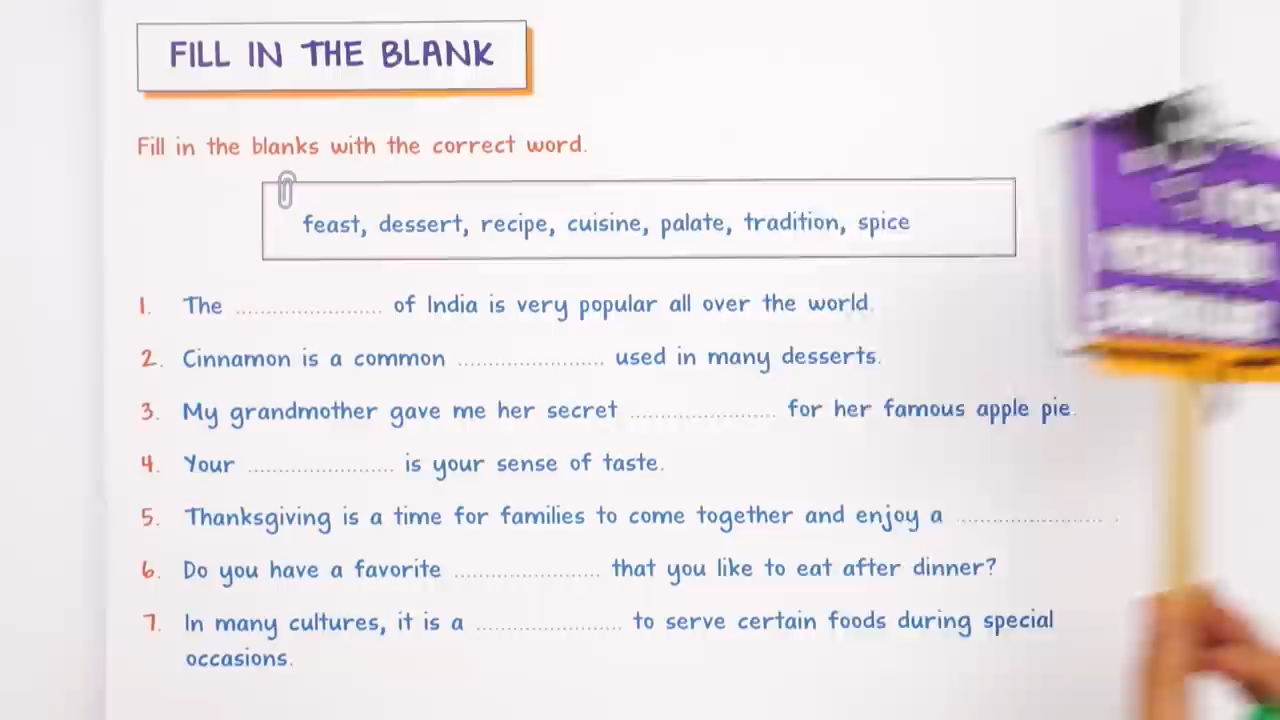 FILL IN THE BLANK
Fill in the blanks with the correct word.
feast, dessert, recipe, cuisine, palate, tradition, spice
1. The ........................ of India is very popular all over the world.
2. Cinnamon is a common ........................ used in many desserts.
3. My grandmother gave me her secret ........................ for her famous apple pie.
4. Your ........................ is your sense of taste.
5. Thanksgiving is a time for families to come together and enjoy a ........................ .
6. Do you have a favorite ........................ that you like to eat after dinner?
7. In many cultures, it is a ........................ to serve certain foods during special
occasions.